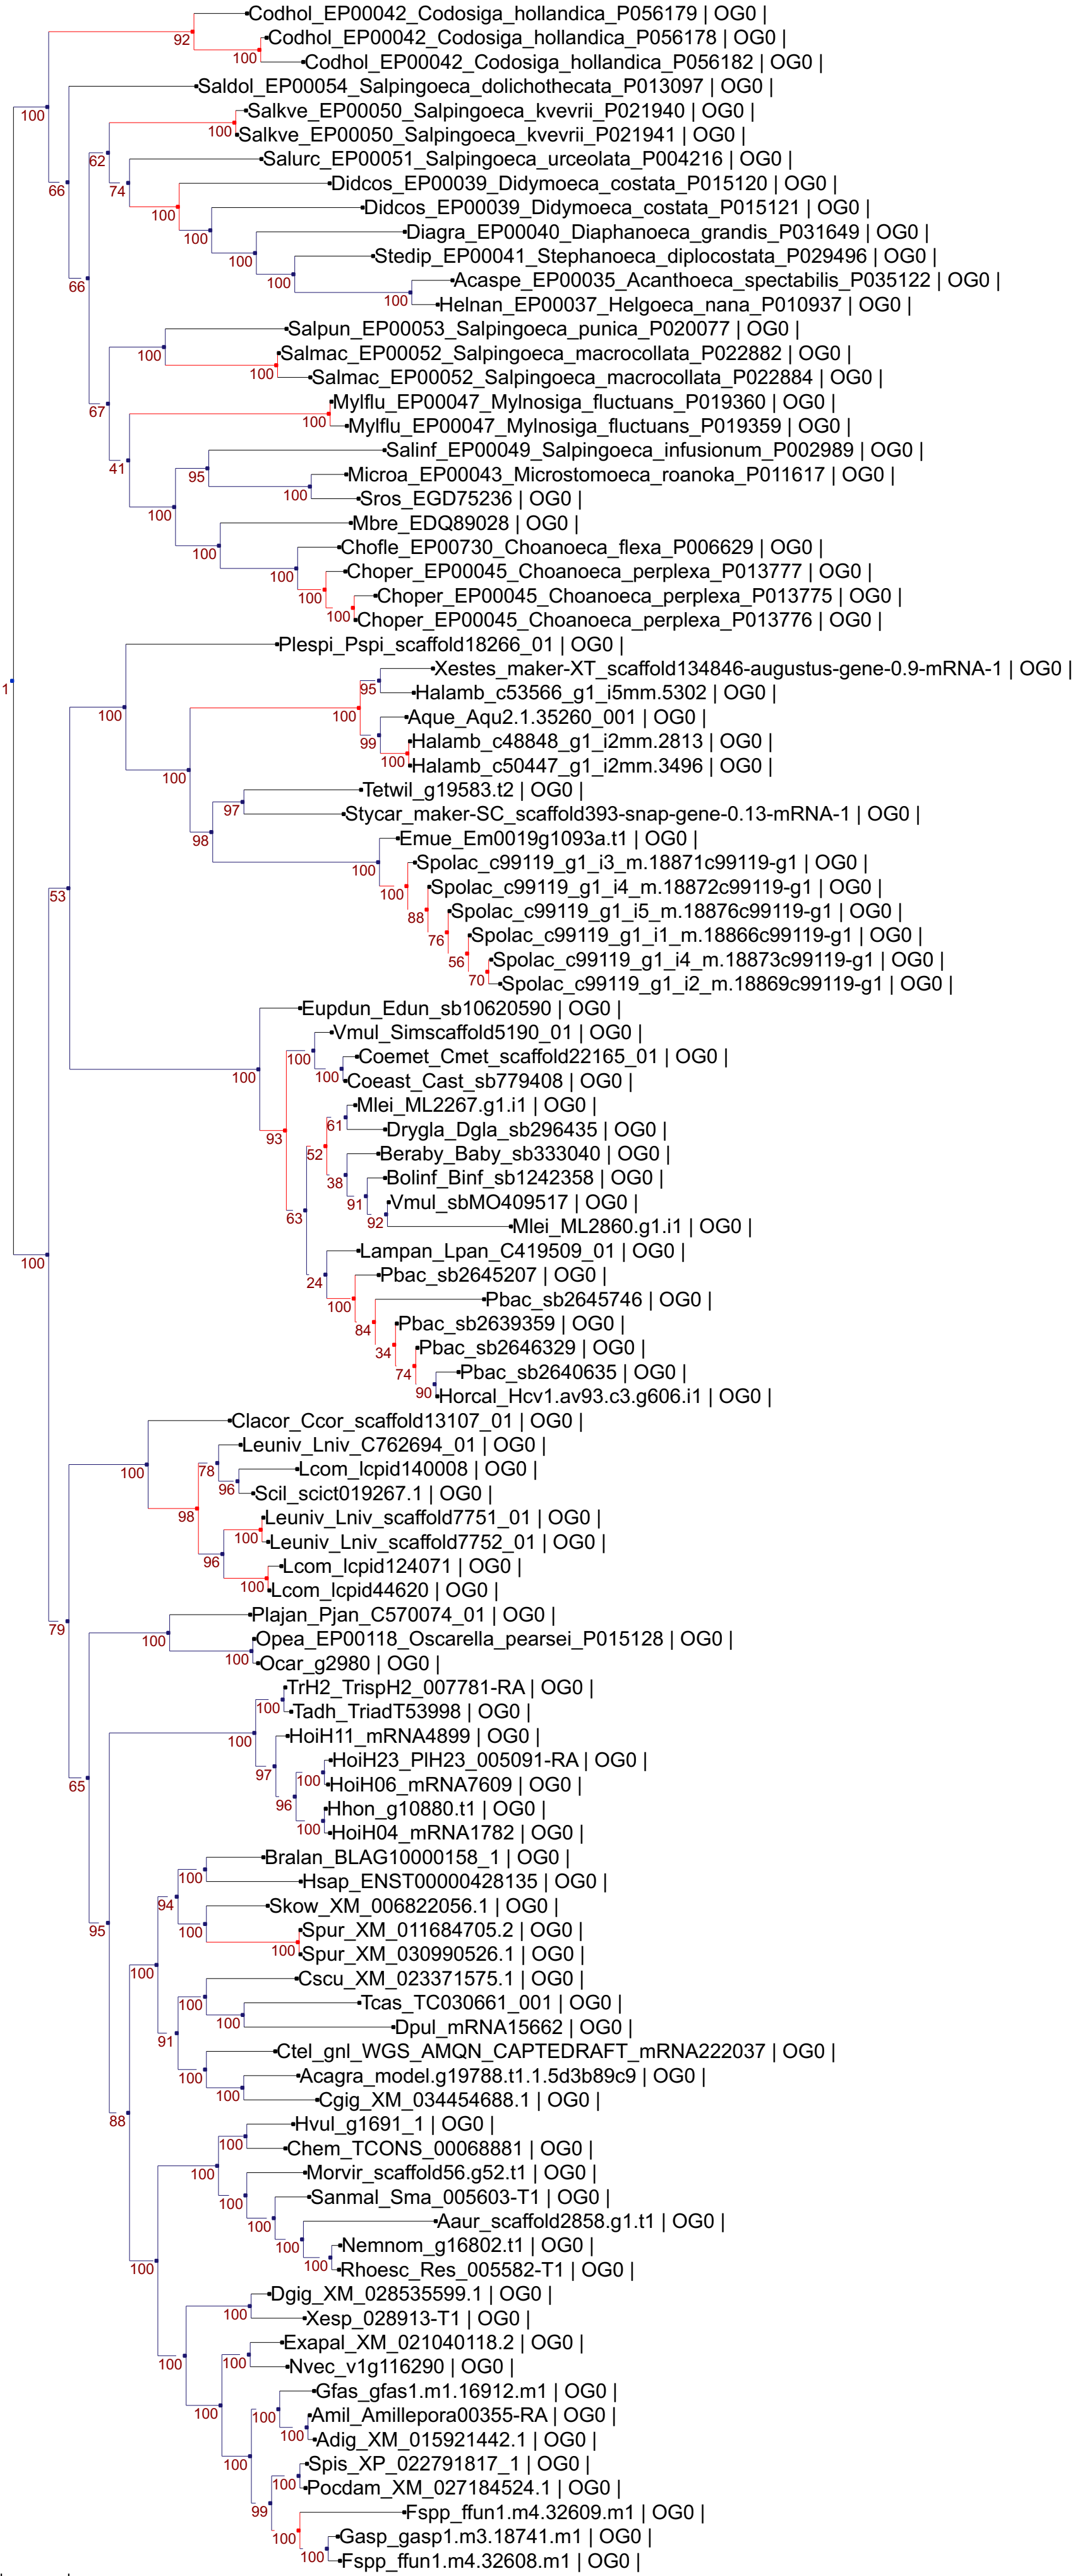 Codhol_EP00042_Codosiga_hollandica_P056179 | OG0 |
92
Codhol_EP00042_Codosiga_hollandica_P056178 | OG0 |
100
Codhol_EP00042_Codosiga_hollandica_P056182 | OG0 |
Saldol_EP00054_Salpingoeca_dolichothecata_P013097 | OG0 |
100
Salkve_EP00050_Salpingoeca_kvevrii_P021940 | OG0 |
100
Salkve_EP00050_Salpingoeca_kvevrii_P021941 | OG0 |
62
Salurc_EP00051_Salpingoeca_urceolata_P004216 | OG0 |
66
74
Didcos_EP00039_Didymoeca_costata_P015120 | OG0 |
100
Didcos_EP00039_Didymoeca_costata_P015121 | OG0 |
100
Diagra_EP00040_Diaphanoeca_grandis_P031649 | OG0 |
100
Stedip_EP00041_Stephanoeca_diplocostata_P029496 | OG0 |
66
100
Acaspe_EP00035_Acanthoeca_spectabilis_P035122 | OG0 |
100
Helnan_EP00037_Helgoeca_nana_P010937 | OG0 |
Salpun_EP00053_Salpingoeca_punica_P020077 | OG0 |
100
Salmac_EP00052_Salpingoeca_macrocollata_P022882 | OG0 |
100
Salmac_EP00052_Salpingoeca_macrocollata_P022884 | OG0 |
67
Mylflu_EP00047_Mylnosiga_fluctuans_P019360 | OG0 |
100
Mylflu_EP00047_Mylnosiga_fluctuans_P019359 | OG0 |
Salinf_EP00049_Salpingoeca_infusionum_P002989 | OG0 |
41
95
Microa_EP00043_Microstomoeca_roanoka_P011617 | OG0 |
100
Sros_EGD75236 | OG0 |
100
Mbre_EDQ89028 | OG0 |
100
Chofle_EP00730_Choanoeca_flexa_P006629 | OG0 |
100
Choper_EP00045_Choanoeca_perplexa_P013777 | OG0 |
100
Choper_EP00045_Choanoeca_perplexa_P013775 | OG0 |
100
Choper_EP00045_Choanoeca_perplexa_P013776 | OG0 |
Plespi_Pspi_scaffold18266_01 | OG0 |
Xestes_maker-XT_scaffold134846-augustus-gene-0.9-mRNA-1 | OG0 |
1
95
Halamb_c53566_g1_i5mm.5302 | OG0 |
100
100
Aque_Aqu2.1.35260_001 | OG0 |
99
Halamb_c48848_g1_i2mm.2813 | OG0 |
100
Halamb_c50447_g1_i2mm.3496 | OG0 |
100
Tetwil_g19583.t2 | OG0 |
97
Stycar_maker-SC_scaffold393-snap-gene-0.13-mRNA-1 | OG0 |
98
Emue_Em0019g1093a.t1 | OG0 |
100
Spolac_c99119_g1_i3_m.18871c99119-g1 | OG0 |
100
Spolac_c99119_g1_i4_m.18872c99119-g1 | OG0 |
53
88
Spolac_c99119_g1_i5_m.18876c99119-g1 | OG0 |
76
Spolac_c99119_g1_i1_m.18866c99119-g1 | OG0 |
56
Spolac_c99119_g1_i4_m.18873c99119-g1 | OG0 |
70
Spolac_c99119_g1_i2_m.18869c99119-g1 | OG0 |
Eupdun_Edun_sb10620590 | OG0 |
Vmul_Simscaffold5190_01 | OG0 |
100
Coemet_Cmet_scaffold22165_01 | OG0 |
100
100
Coeast_Cast_sb779408 | OG0 |
Mlei_ML2267.g1.i1 | OG0 |
93
61
Drygla_Dgla_sb296435 | OG0 |
52
Beraby_Baby_sb333040 | OG0 |
38
Bolinf_Binf_sb1242358 | OG0 |
91
Vmul_sbMO409517 | OG0 |
63
92
Mlei_ML2860.g1.i1 | OG0 |
100
Lampan_Lpan_C419509_01 | OG0 |
24
Pbac_sb2645207 | OG0 |
100
Pbac_sb2645746 | OG0 |
84
Pbac_sb2639359 | OG0 |
34
Pbac_sb2646329 | OG0 |
74
Pbac_sb2640635 | OG0 |
90
Horcal_Hcv1.av93.c3.g606.i1 | OG0 |
Clacor_Ccor_scaffold13107_01 | OG0 |
Leuniv_Lniv_C762694_01 | OG0 |
100
78
Lcom_lcpid140008 | OG0 |
96
Scil_scict019267.1 | OG0 |
98
Leuniv_Lniv_scaffold7751_01 | OG0 |
100
Leuniv_Lniv_scaffold7752_01 | OG0 |
96
Lcom_lcpid124071 | OG0 |
100
Lcom_lcpid44620 | OG0 |
Plajan_Pjan_C570074_01 | OG0 |
79
100
Opea_EP00118_Oscarella_pearsei_P015128 | OG0 |
100
Ocar_g2980 | OG0 |
TrH2_TrispH2_007781-RA | OG0 |
100
Tadh_TriadT53998 | OG0 |
100
HoiH11_mRNA4899 | OG0 |
97
HoiH23_PlH23_005091-RA | OG0 |
65
100
HoiH06_mRNA7609 | OG0 |
96
Hhon_g10880.t1 | OG0 |
100
HoiH04_mRNA1782 | OG0 |
Bralan_BLAG10000158_1 | OG0 |
100
Hsap_ENST00000428135 | OG0 |
94
Skow_XM_006822056.1 | OG0 |
95
100
Spur_XM_011684705.2 | OG0 |
100
Spur_XM_030990526.1 | OG0 |
100
Cscu_XM_023371575.1 | OG0 |
100
Tcas_TC030661_001 | OG0 |
100
Dpul_mRNA15662 | OG0 |
91
Ctel_gnl_WGS_AMQN_CAPTEDRAFT_mRNA222037 | OG0 |
100
Acagra_model.g19788.t1.1.5d3b89c9 | OG0 |
100
Cgig_XM_034454688.1 | OG0 |
88
Hvul_g1691_1 | OG0 |
100
Chem_TCONS_00068881 | OG0 |
100
Morvir_scaffold56.g52.t1 | OG0 |
100
Sanmal_Sma_005603-T1 | OG0 |
100
Aaur_scaffold2858.g1.t1 | OG0 |
100
Nemnom_g16802.t1 | OG0 |
100
100
Rhoesc_Res_005582-T1 | OG0 |
Dgig_XM_028535599.1 | OG0 |
100
Xesp_028913-T1 | OG0 |
Exapal_XM_021040118.2 | OG0 |
100
100
Nvec_v1g116290 | OG0 |
Gfas_gfas1.m1.16912.m1 | OG0 |
100
100
Amil_Amillepora00355-RA | OG0 |
100
Adig_XM_015921442.1 | OG0 |
100
Spis_XP_022791817_1 | OG0 |
100
Pocdam_XM_027184524.1 | OG0 |
99
Fspp_ffun1.m4.32609.m1 | OG0 |
100
Gasp_gasp1.m3.18741.m1 | OG0 |
100
Fspp_ffun1.m4.32608.m1 | OG0 |